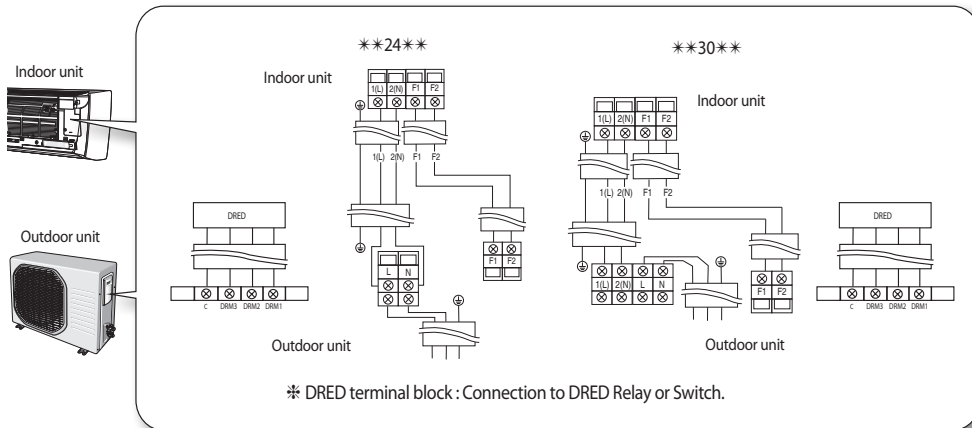 Indoor unit
Outdoor unit
✳✳24✳✳
Indoor unit
1(L) 2(N) F1 F2
1(L) 2(N) F1 F2
DRED
C DRM3 DRM2 DRM1
L N
F1 F2
Outdoor unit
✳✳30✳✳
Indoor unit
1(L) 2(N) F1 F2
1(L) 2(N) F1 F2
1(L) 2(N) L N
F1 F2
DRED
C DRM3 DRM2 DRM1
Outdoor unit
❈ DRED terminal block : Connection to DRED Relay or Switch.